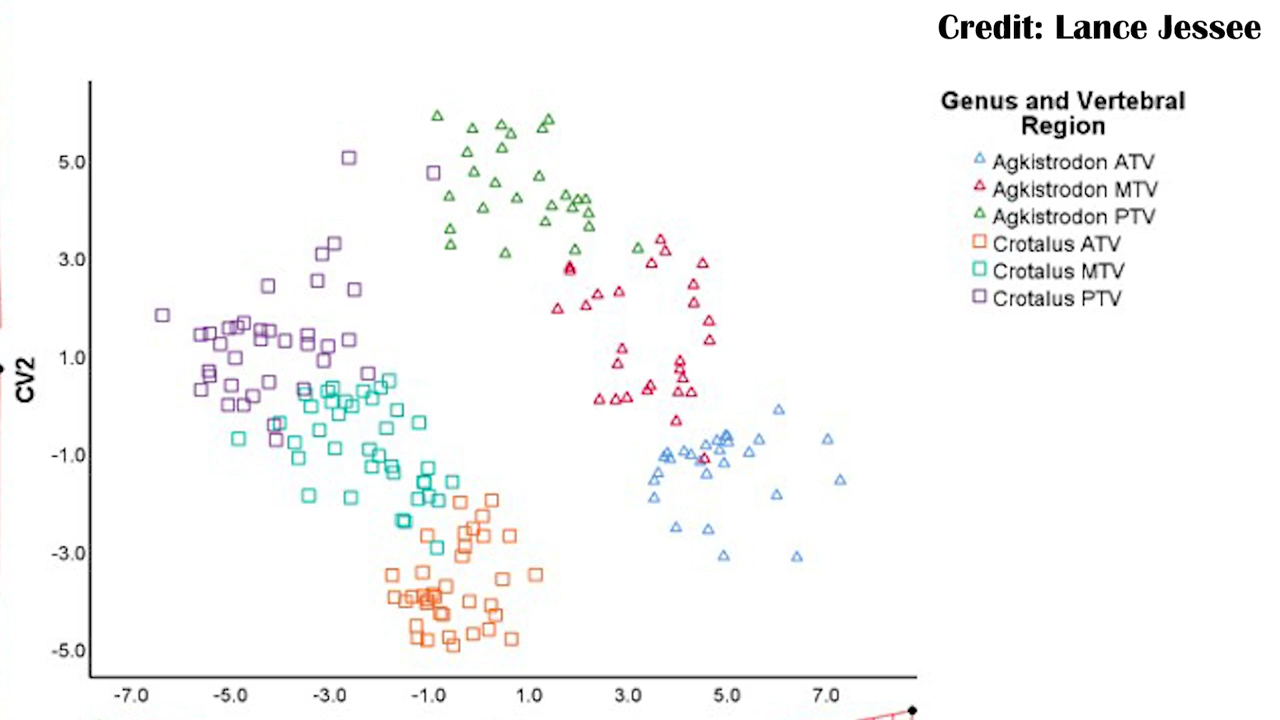 Credit: Lance Jessee
Genus and Vertebral
Region
Agkistrodon ATV
Agkistrodon MTV
Agkistrodon PTV
Crotalus ATV
Crotalus MTV
Crotalus PTV
CV2
5.0
3.0
1.0
-1.0
-3.0
-5.0
-7.0 -5.0 -3.0 -1.0 1.0 3.0 5.0 7.0